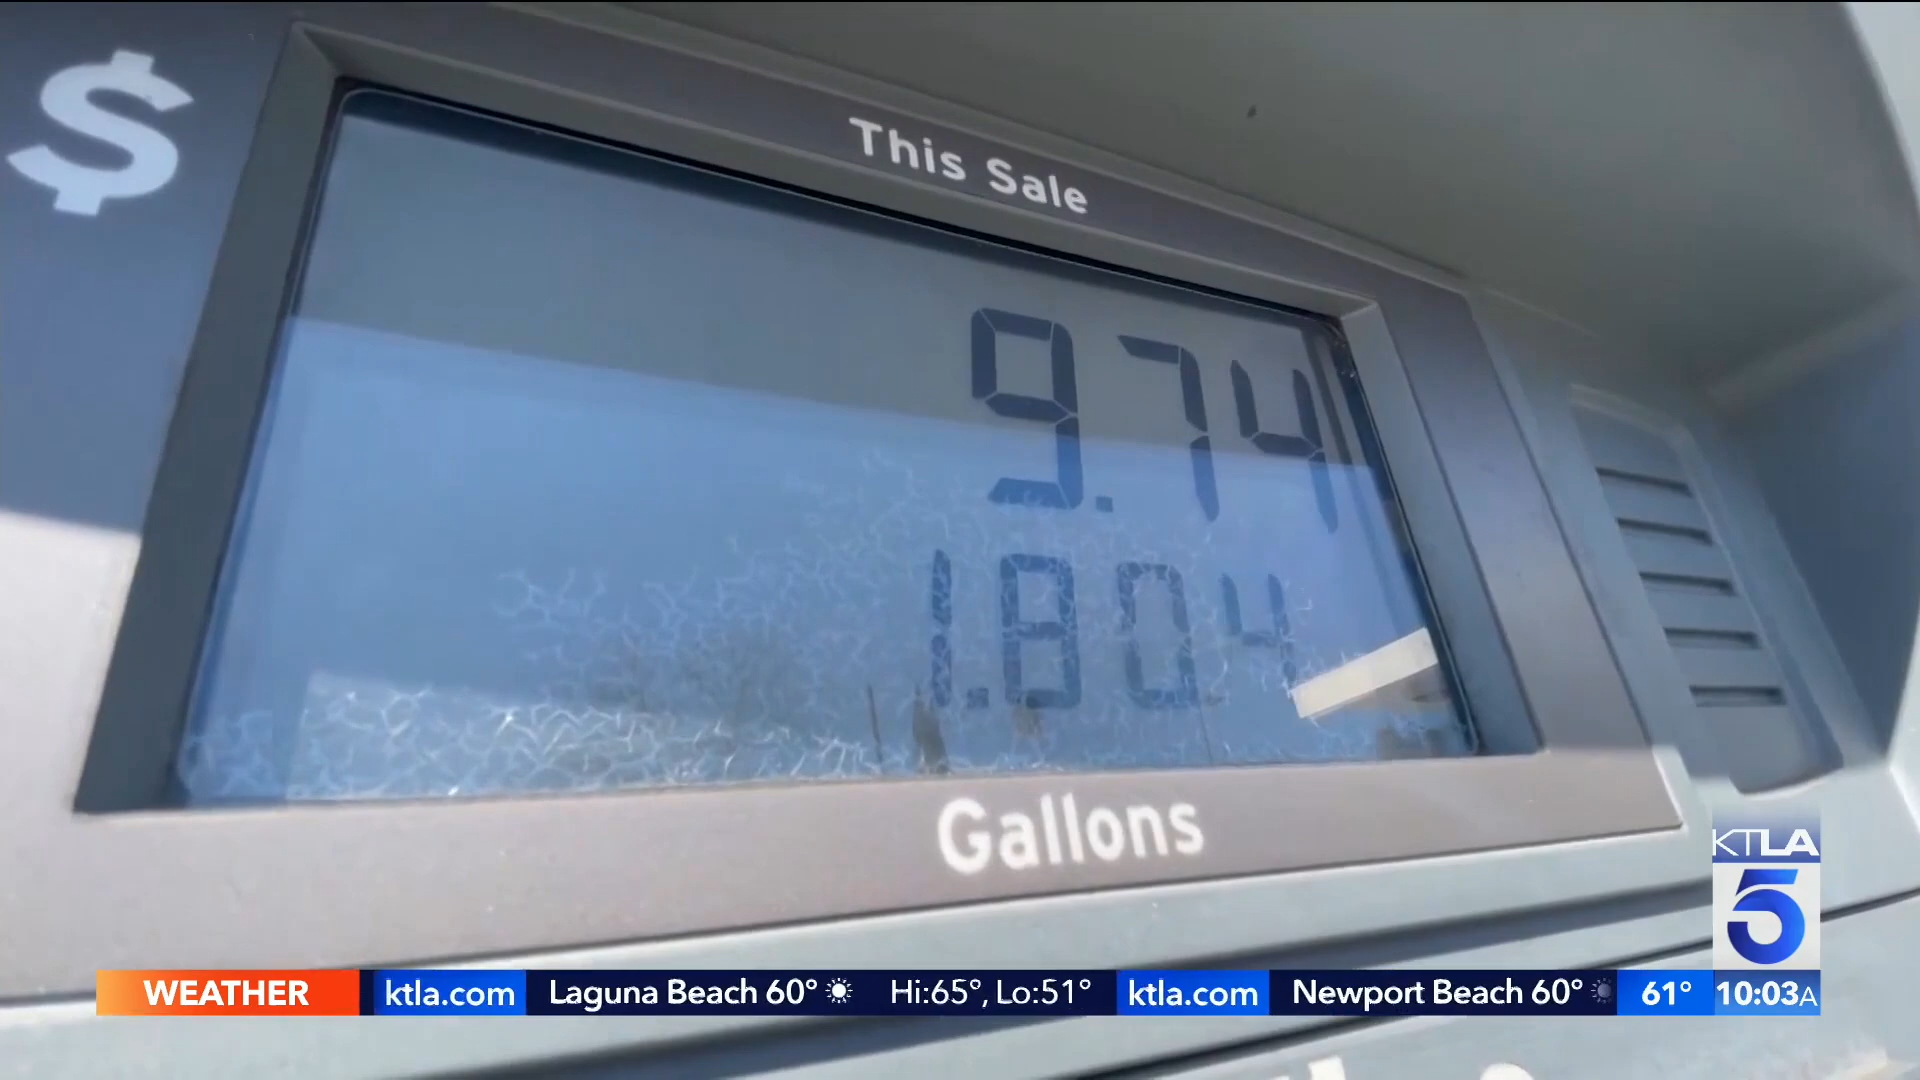 $
This Sale
9.74
1.804
Gallons
KTLA
5
WEATHER ktla.com Laguna Beach 60° Hi:65°, Lo:51° ktla.com Newport Beach 60° 61° 10:03A